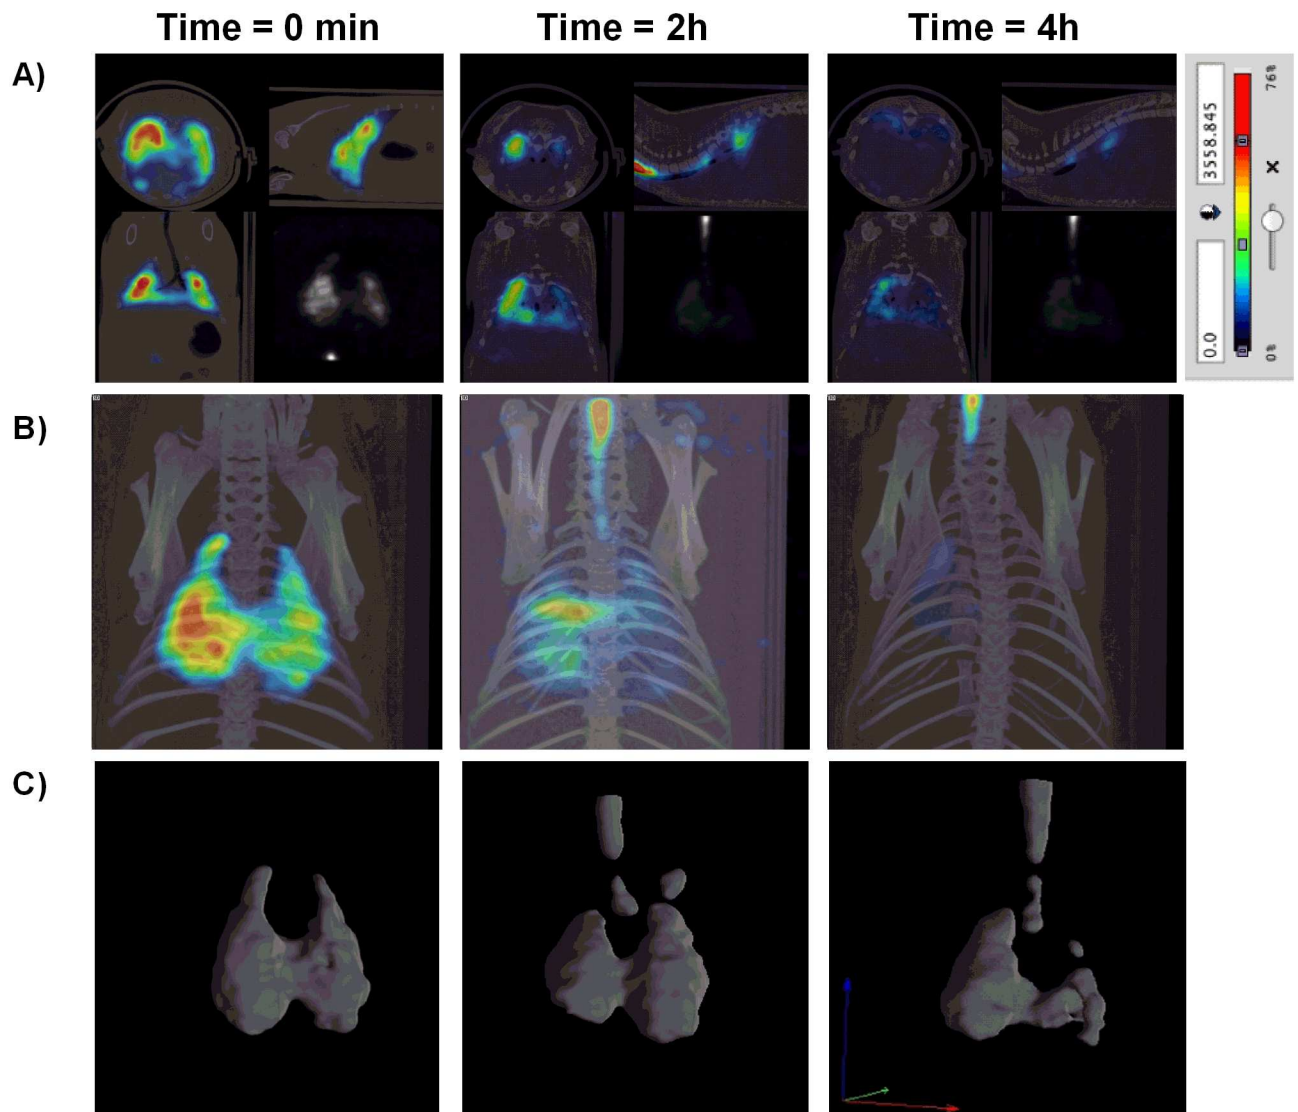 Time = 0 min
Time = 2h
Time = 4h
A)
76%
3558.845
X
0.0
0%
B)
C)